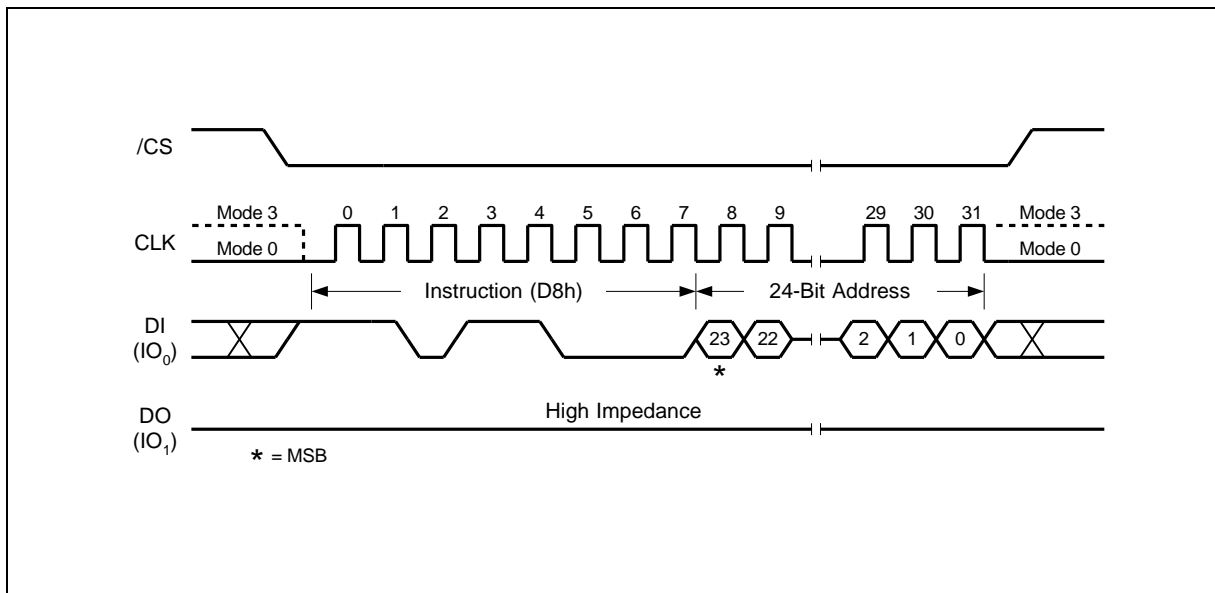 /CS
Mode 3 0 1 2 3 4 5 6 7 8 9 29 30 31 Mode 3
CLK Mode 0 Mode 0
Instruction (D8h) 24-Bit Address
DI
(IO0) 23 22 2 1 0
*
DO High Impedance
(IO1)
* = MSB